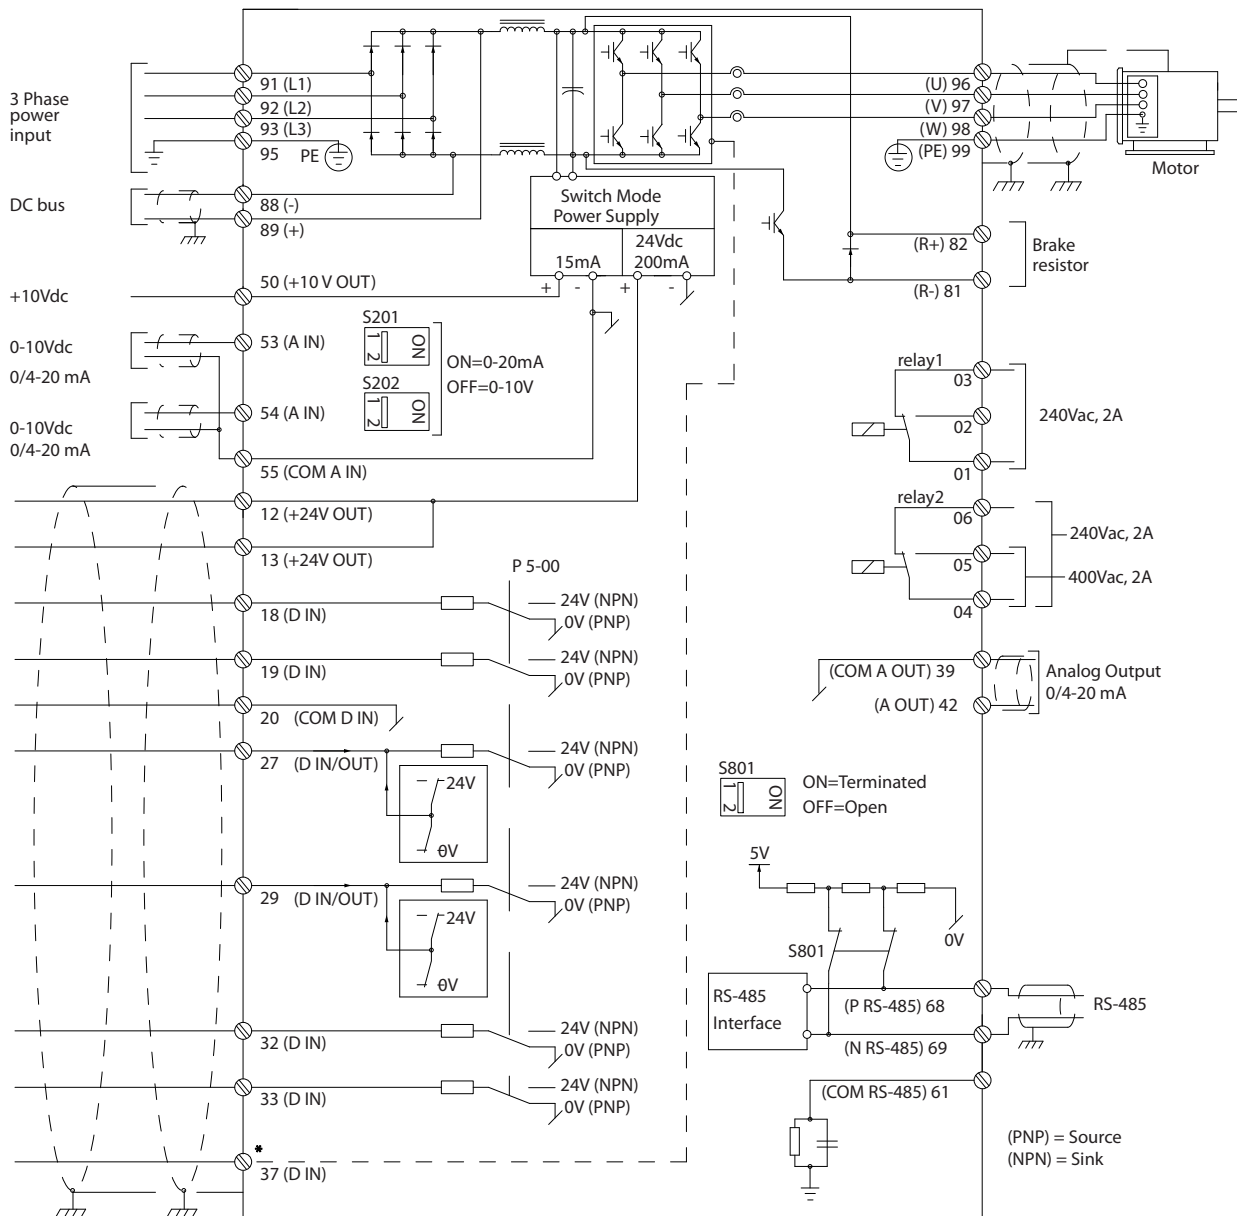 3 Phase
power
input
91 (L1)
92 (L2)
93 (L3)
95 PE
DC bus
88 (-)
89 (+)
+10Vdc
50 (+10 V OUT)
0-10Vdc
0/4-20 mA
53 (A IN)
0-10Vdc
0/4-20 mA
54 (A IN)
55 (COM A IN)
12 (+24V OUT)
13 (+24V OUT)
18 (D IN)
19 (D IN)
20 (COM D IN)
27 (D IN/OUT)
29 (D IN/OUT)
32 (D IN)
33 (D IN)
*
37 (D IN)
Switch Mode
Power Supply
15mA
24Vdc
200mA
+ - + -
S201
1 2 ON
S202
1 2 ON
ON=0-20mA
OFF=0-10V
P 5-00
24V (NPN)
0V (PNP)
24V (NPN)
0V (PNP)
24V (NPN)
0V (PNP)
24V
0V
24V (NPN)
0V (PNP)
24V
0V
24V (NPN)
0V (PNP)
24V (NPN)
0V (PNP)
(U) 96
(V) 97
(W) 98
(PE) 99
Motor
(R+) 82
(R-) 81
Brake
resistor
relay1
03
02
01
240Vac, 2A
relay2
06
05
04
240Vac, 2A
400Vac, 2A
(COM A OUT) 39
(A OUT) 42
Analog Output
0/4-20 mA
S801
1 2 ON
ON=Terminated
OFF=Open
5V
0V
S801
RS-485
Interface
(P RS-485) 68
(N RS-485) 69
(COM RS-485) 61
RS-485
(PNP) = Source
(NPN) = Sink